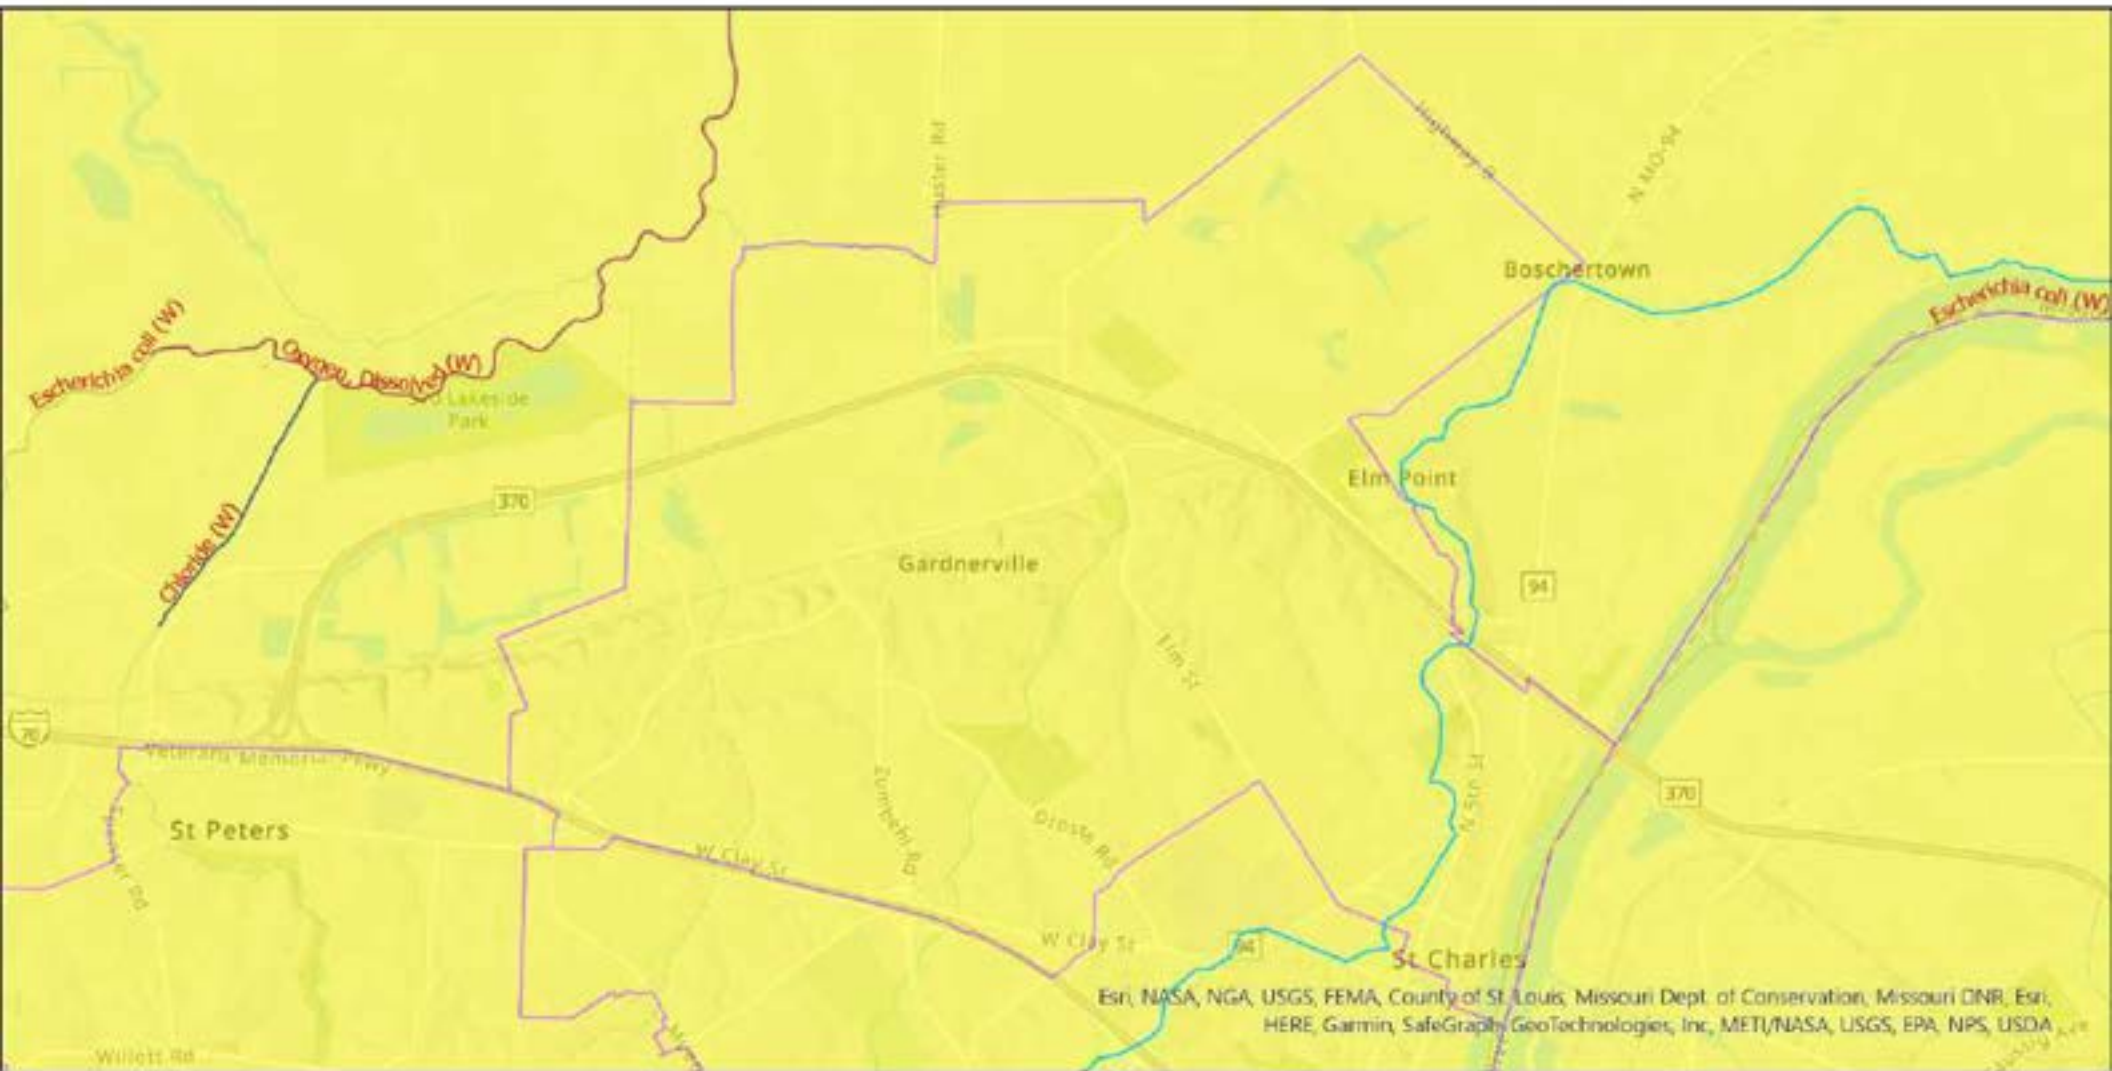 Huster Rd
Highway B
N MO-94
Boschertown
Escherichia coli (W)
Escherichia coli (W)
Oxygen, Dissolved (W)
Lakeside
Park
Elm Point
370
Chloride (W)
Gardnerville
94
Elm St
70
Veterans Memorial Pkwy
St Peters
Zumbehl Rd
Droste Rd
N 5th St
370
W Clay St
W Clay St
94
St Charles
Esri, NASA, NGA, USGS, FEMA, County of St. Louis, Missouri Dept. of Conservation, Missouri DNR, Esri,
HERE, Garmin, SafeGraph, GeoTechnologies, Inc, METI/NASA, USGS, EPA, NPS, USDA
Willott Rd